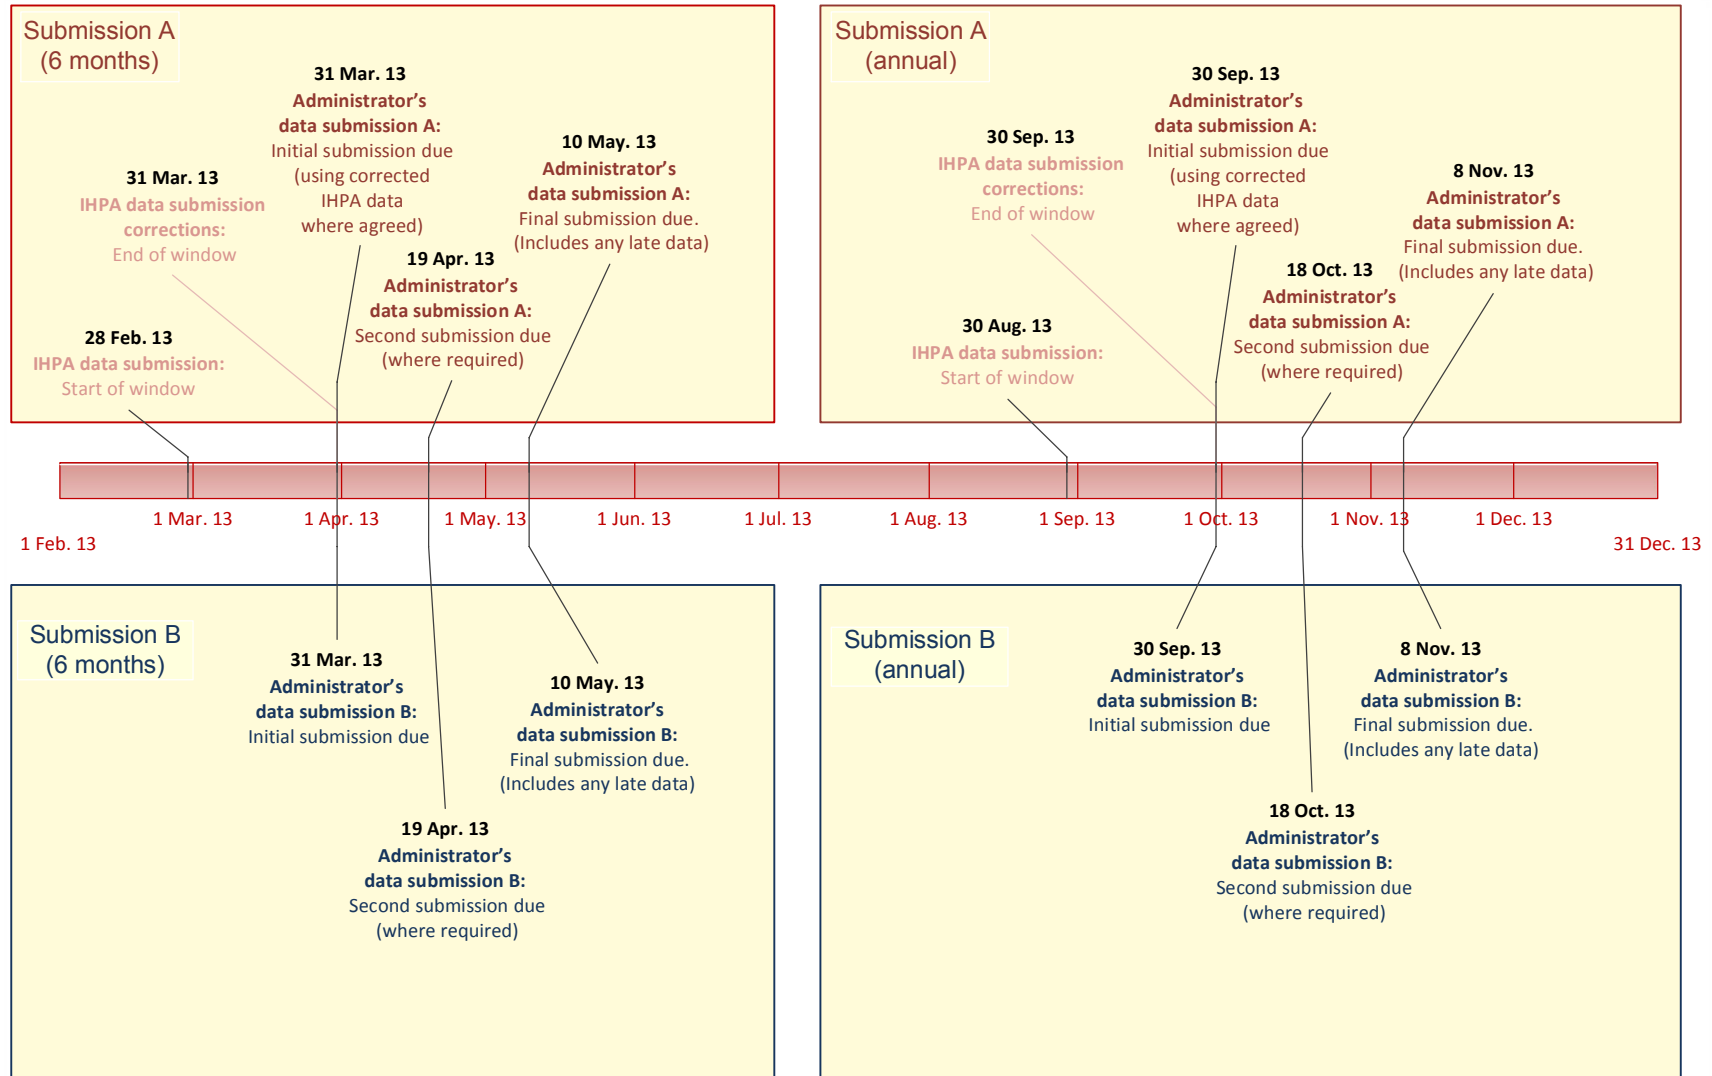 Submission A
(6 months)
31 Mar. 13
Administrator’s
data submission A:
Initial submission due
(using corrected
IHPA data
where agreed)
10 May. 13
Administrator’s
data submission A:
Final submission due.
(Includes any late data)
31 Mar. 13
IHPA data submission
corrections:
End of window
19 Apr. 13
Administrator’s
data submission A:
Second submission due
(where required)
28 Feb. 13
IHPA data submission:
Start of window
Submission A
(annual)
30 Sep. 13
Administrator’s
data submission A:
Initial submission due
(using corrected
IHPA data
where agreed)
30 Sep. 13
IHPA data submission
corrections:
End of window
8 Nov. 13
Administrator’s
data submission A:
Final submission due.
(Includes any late data)
18 Oct. 13
Administrator’s
data submission A:
Second submission due
(where required)
30 Aug. 13
IHPA data submission:
Start of window
1 Mar. 13
1 Apr. 13
1 May. 13
1 Jun. 13
1 Jul. 13
1 Aug. 13
1 Sep. 13
1 Oct. 13
1 Nov. 13
1 Dec. 13
1 Feb. 13
31 Dec. 13
Submission B
(6 months)
31 Mar. 13
Administrator’s
data submission B:
Initial submission due
10 May. 13
Administrator’s
data submission B:
Final submission due.
(Includes any late data)
19 Apr. 13
Administrator’s
data submission B:
Second submission due
(where required)
Submission B
(annual)
30 Sep. 13
Administrator’s
data submission B:
Initial submission due
8 Nov. 13
Administrator’s
data submission B:
Final submission due.
(Includes any late data)
18 Oct. 13
Administrator’s
data submission B:
Second submission due
(where required)